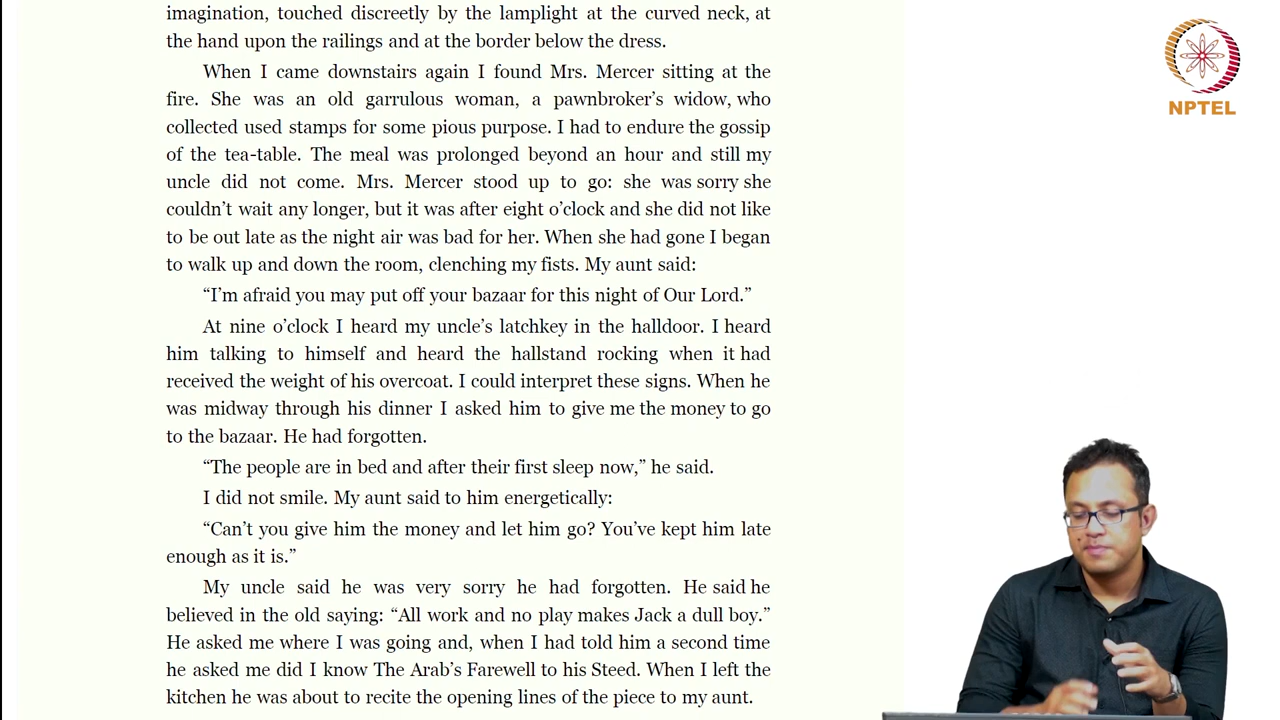 imagination, touched discreetly by the lamplight at the curved neck, at
the hand upon the railings and at the border below the dress.
When I came downstairs again I found Mrs. Mercer sitting at the
fire. She was an old garrulous woman, a pawnbroker’s widow, who
collected used stamps for some pious purpose. I had to endure the gossip
of the tea-table. The meal was prolonged beyond an hour and still my
uncle did not come. Mrs. Mercer stood up to go: she was sorry she
couldn’t wait any longer, but it was after eight o’clock and she did not like
to be out late as the night air was bad for her. When she had gone I began
to walk up and down the room, clenching my fists. My aunt said:
“I’m afraid you may put off your bazaar for this night of Our Lord.”
At nine o’clock I heard my uncle’s latchkey in the halldoor. I heard
him talking to himself and heard the hallstand rocking when it had
received the weight of his overcoat. I could interpret these signs. When he
was midway through his dinner I asked him to give me the money to go
to the bazaar. He had forgotten.
“The people are in bed and after their first sleep now,” he said.
I did not smile. My aunt said to him energetically:
“Can’t you give him the money and let him go? You’ve kept him late
enough as it is.”
My uncle said he was very sorry he had forgotten. He said he
believed in the old saying: “All work and no play makes Jack a dull boy.”
He asked me where I was going and, when I had told him a second time
he asked me did I know The Arab’s Farewell to his Steed. When I left the
kitchen he was about to recite the opening lines of the piece to my aunt.
NPTEL